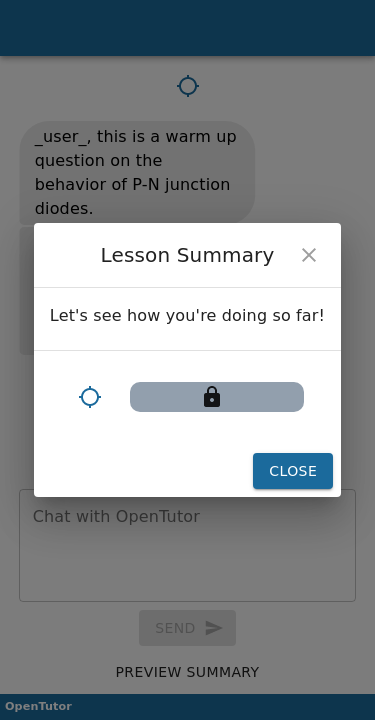 _user_, this is a warm up
question on the
behavior of P-N junction
diodes.
Lesson Summary
Let's see how you're doing so far!
CLOSE
Chat with OpenTutor
SEND
PREVIEW SUMMARY
OpenTutor